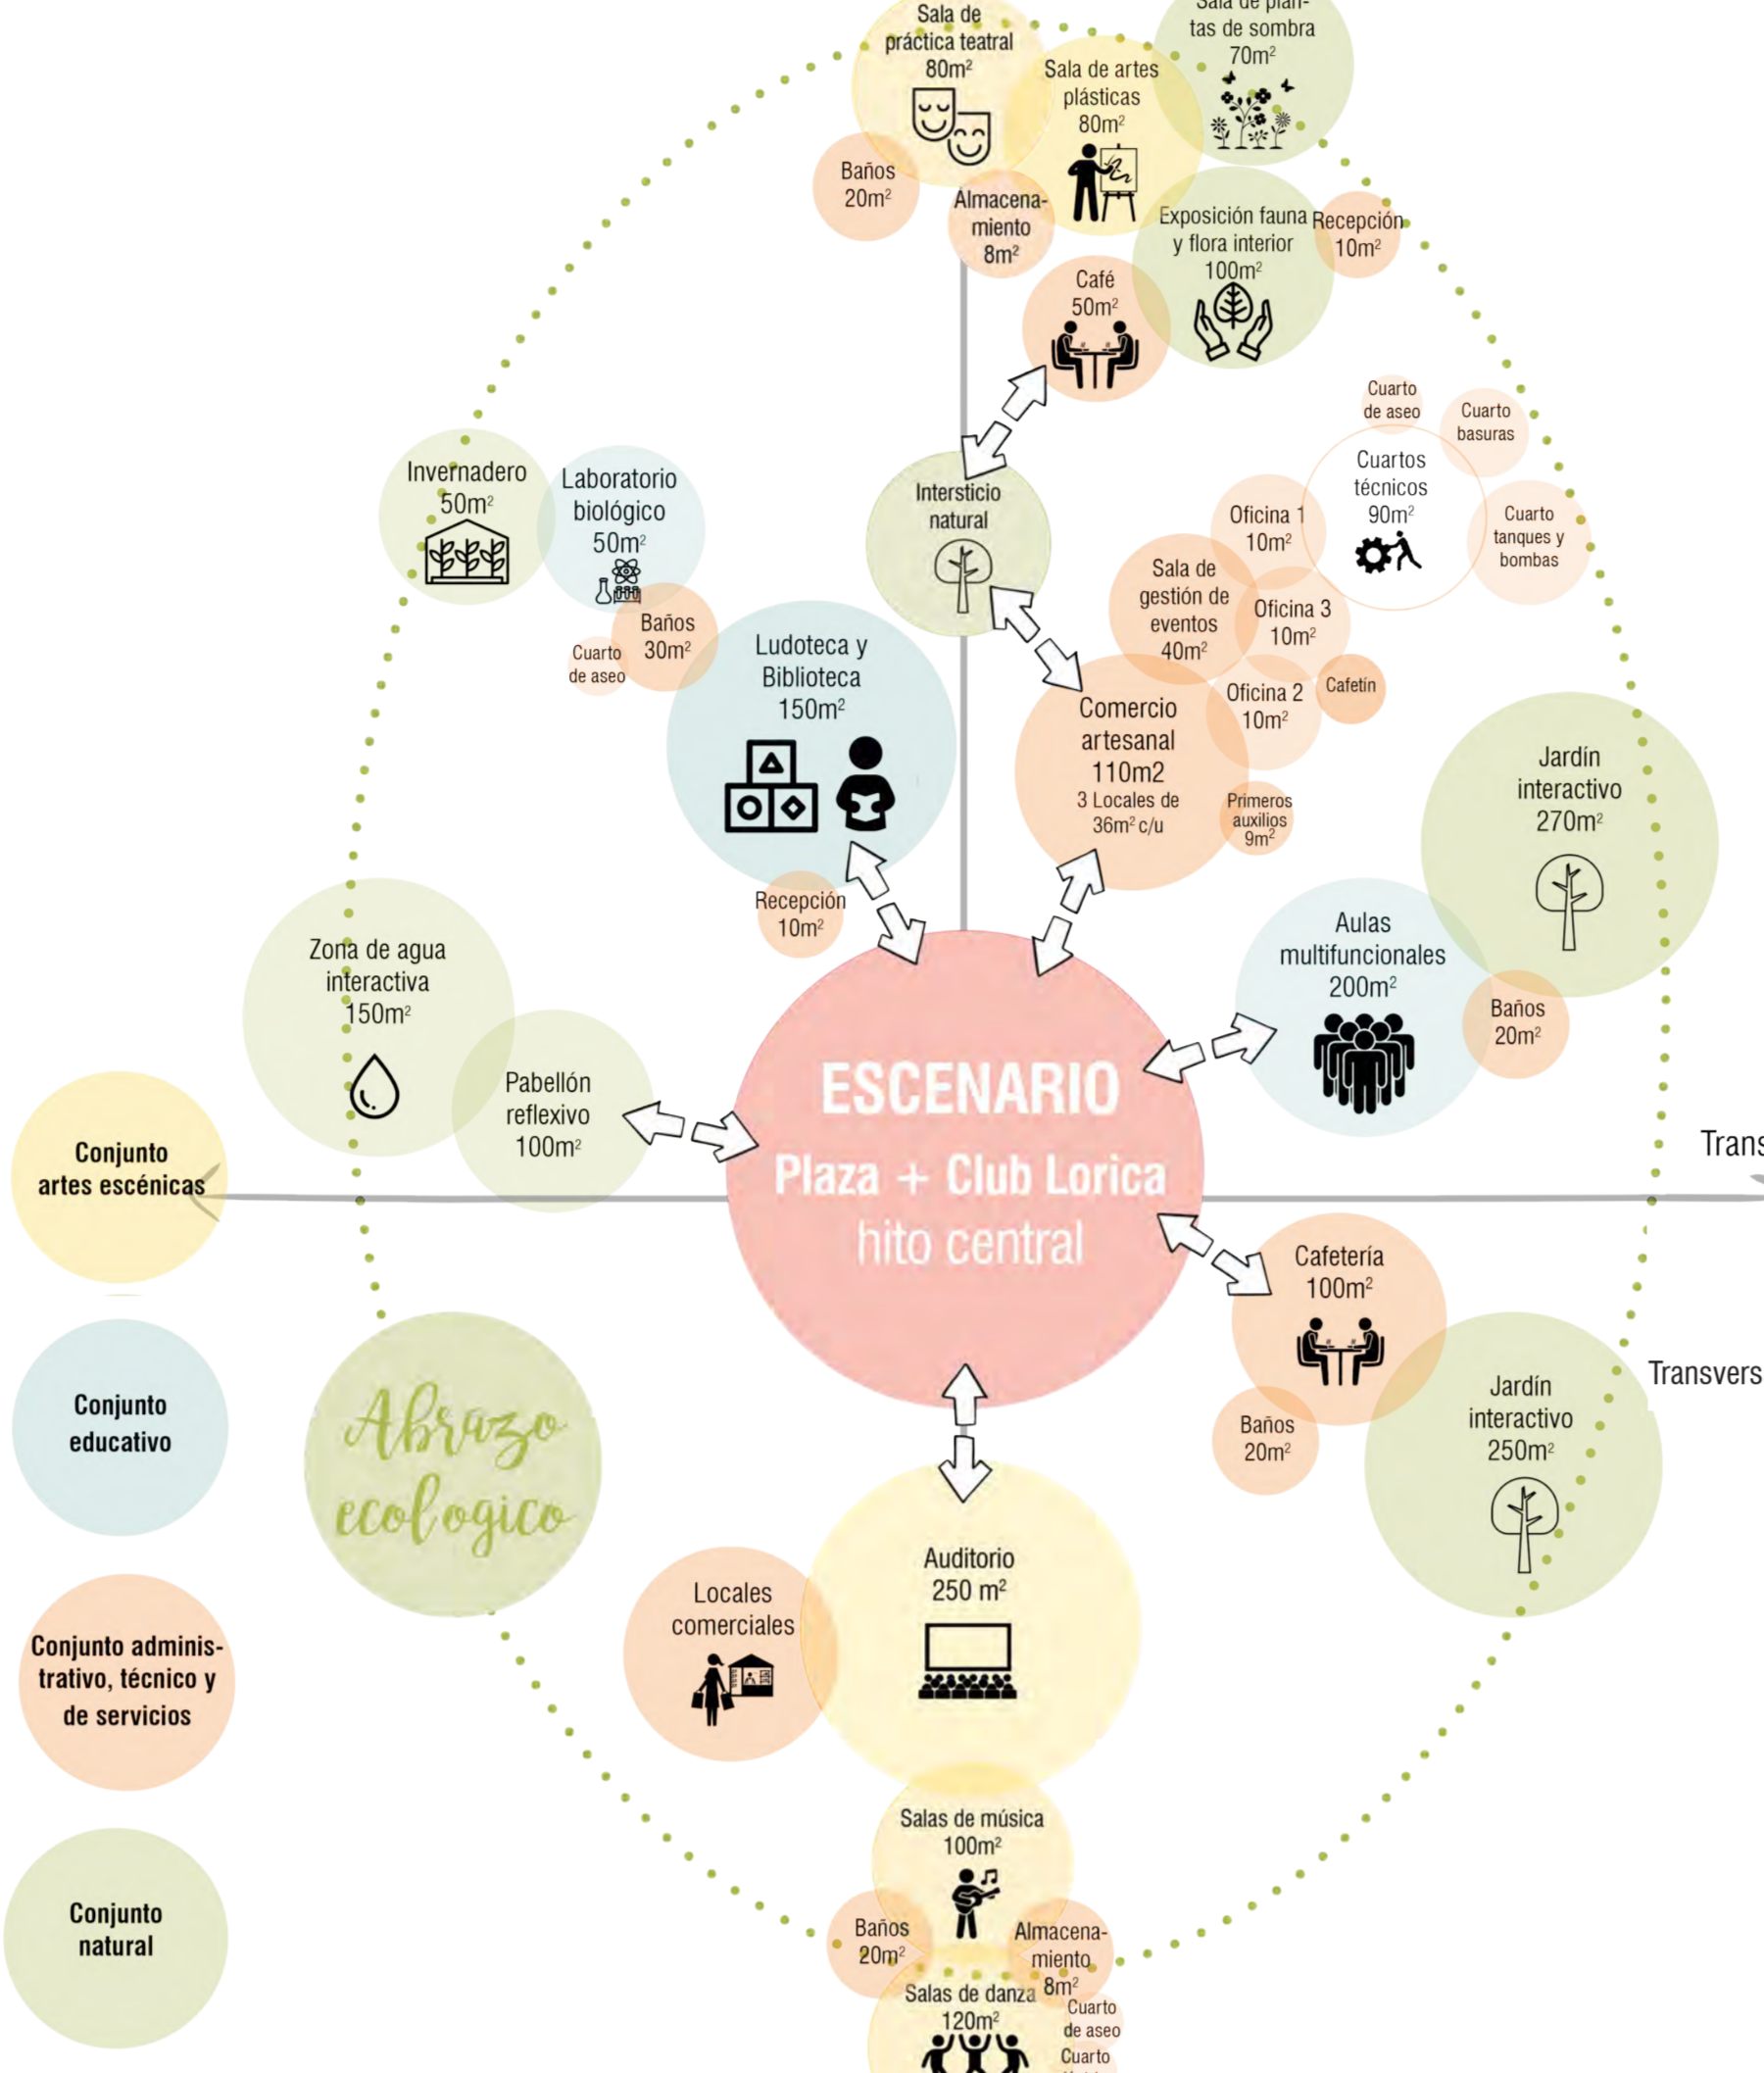 Sala de
práctica teatral
80m²
Sala de plan-
tas de sombra
70m²
Sala de artes
plásticas
80m²
Baños
20m²
Almacena-
miento
8m²
Exposición fauna
y flora interior
100m²
Recepción
10m²
Café
50m²
Cuarto
de aseo
Cuarto
basuras
Invernadero
50m²
Laboratorio
biológico
50m²
Intersticio
natural
Cuartos
técnicos
90m²
Oficina 1
10m²
Cuarto
tanques y
bombas
Sala de
gestión de
eventos
40m²
Oficina 3
10m²
Baños
30m²
Cuarto
de aseo
Ludoteca y
Biblioteca
150m²
Oficina 2
10m²
Cafetín
Comercio
artesanal
110m2
3 Locales de
36m² c/u
Primeros
auxilios
9m²
Jardín
interactivo
270m²
Recepción
10m²
Zona de agua
interactiva
150m²
Aulas
multifuncionales
200m²
Baños
20m²
Pabellón
reflexivo
100m²
ESCENARIO
Plaza + Club Lorica
hito central
Trans
Conjunto
artes escénicas
Cafetería
100m²
Conjunto
educativo
Abrazo
ecologico
Baños
20m²
Jardín
interactivo
250m²
Transvers
Auditorio
250 m²
Locales
comerciales
Conjunto adminis-
trativo, técnico y
de servicios
Salas de música
100m²
Conjunto
natural
Baños
20m²
Almacena-
miento
8m²
Salas de danza
120m²
Cuarto
de aseo
Cuarto